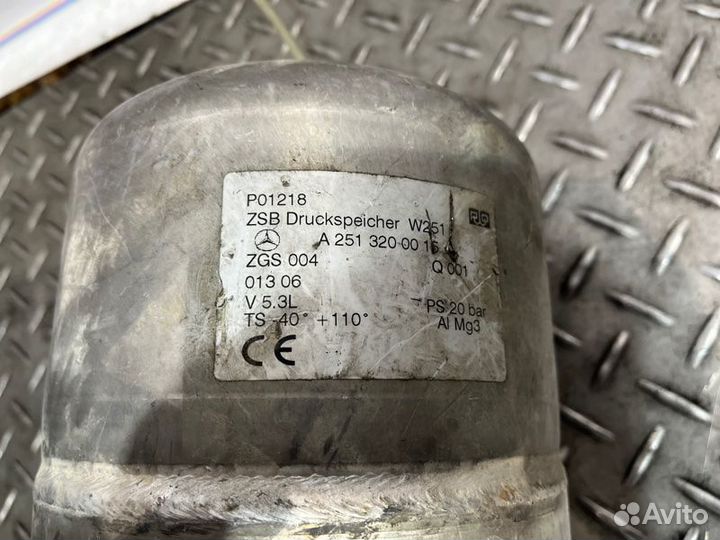 P01218
ZSB Druckspeicher W251
A 251 320 00 15
ZGS 004 Q 001
013 06
V 5.3L PS 20 bar
TS -40° +110° Al Mg3
CE
Avito